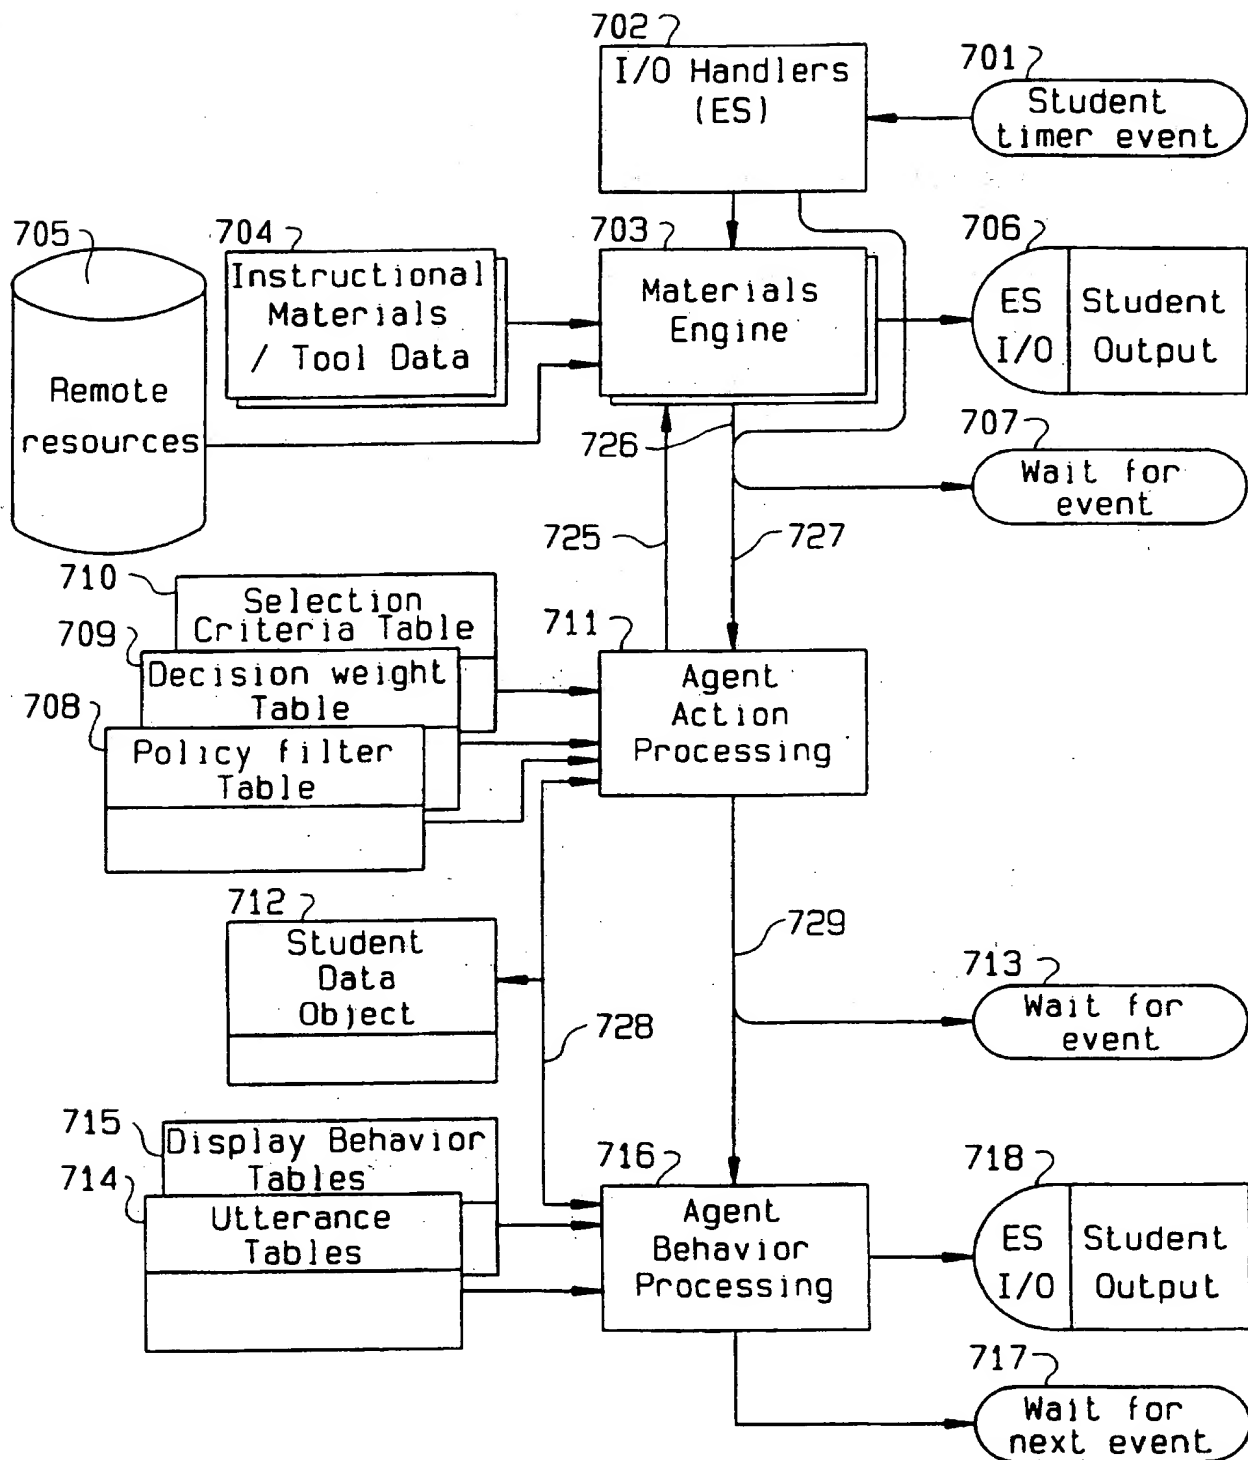 702
I/O Handlers
(ES)
701
Student
timer event
705
Remote
resources
704
Instructional
Materials
/ Tool Data
703
Materials
Engine
706
ES
I/O
Student
Output
726
707
Wait for
event
725
727
710
Selection
Criteria Table
709
Decision weight
Table
708
Policy filter
Table
711
Agent
Action
Processing
712
Student
Data
Object
729
713
Wait for
event
728
715
Display Behavior
Tables
714
Utterance
Tables
716
Agent
Behavior
Processing
718
ES
I/O
Student
Output
717
Wait for
next event